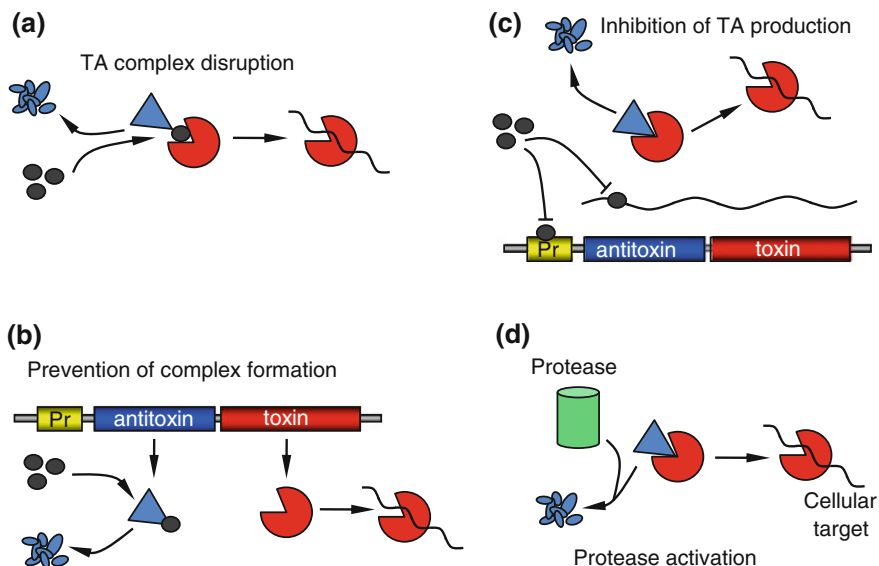 (a)
TA complex disruption
(b)
Prevention of complex formation
Pr antitoxin toxin
(c)
Inhibition of TA production
Pr antitoxin toxin
(d)
Protease
Cellular
target
Protease activation